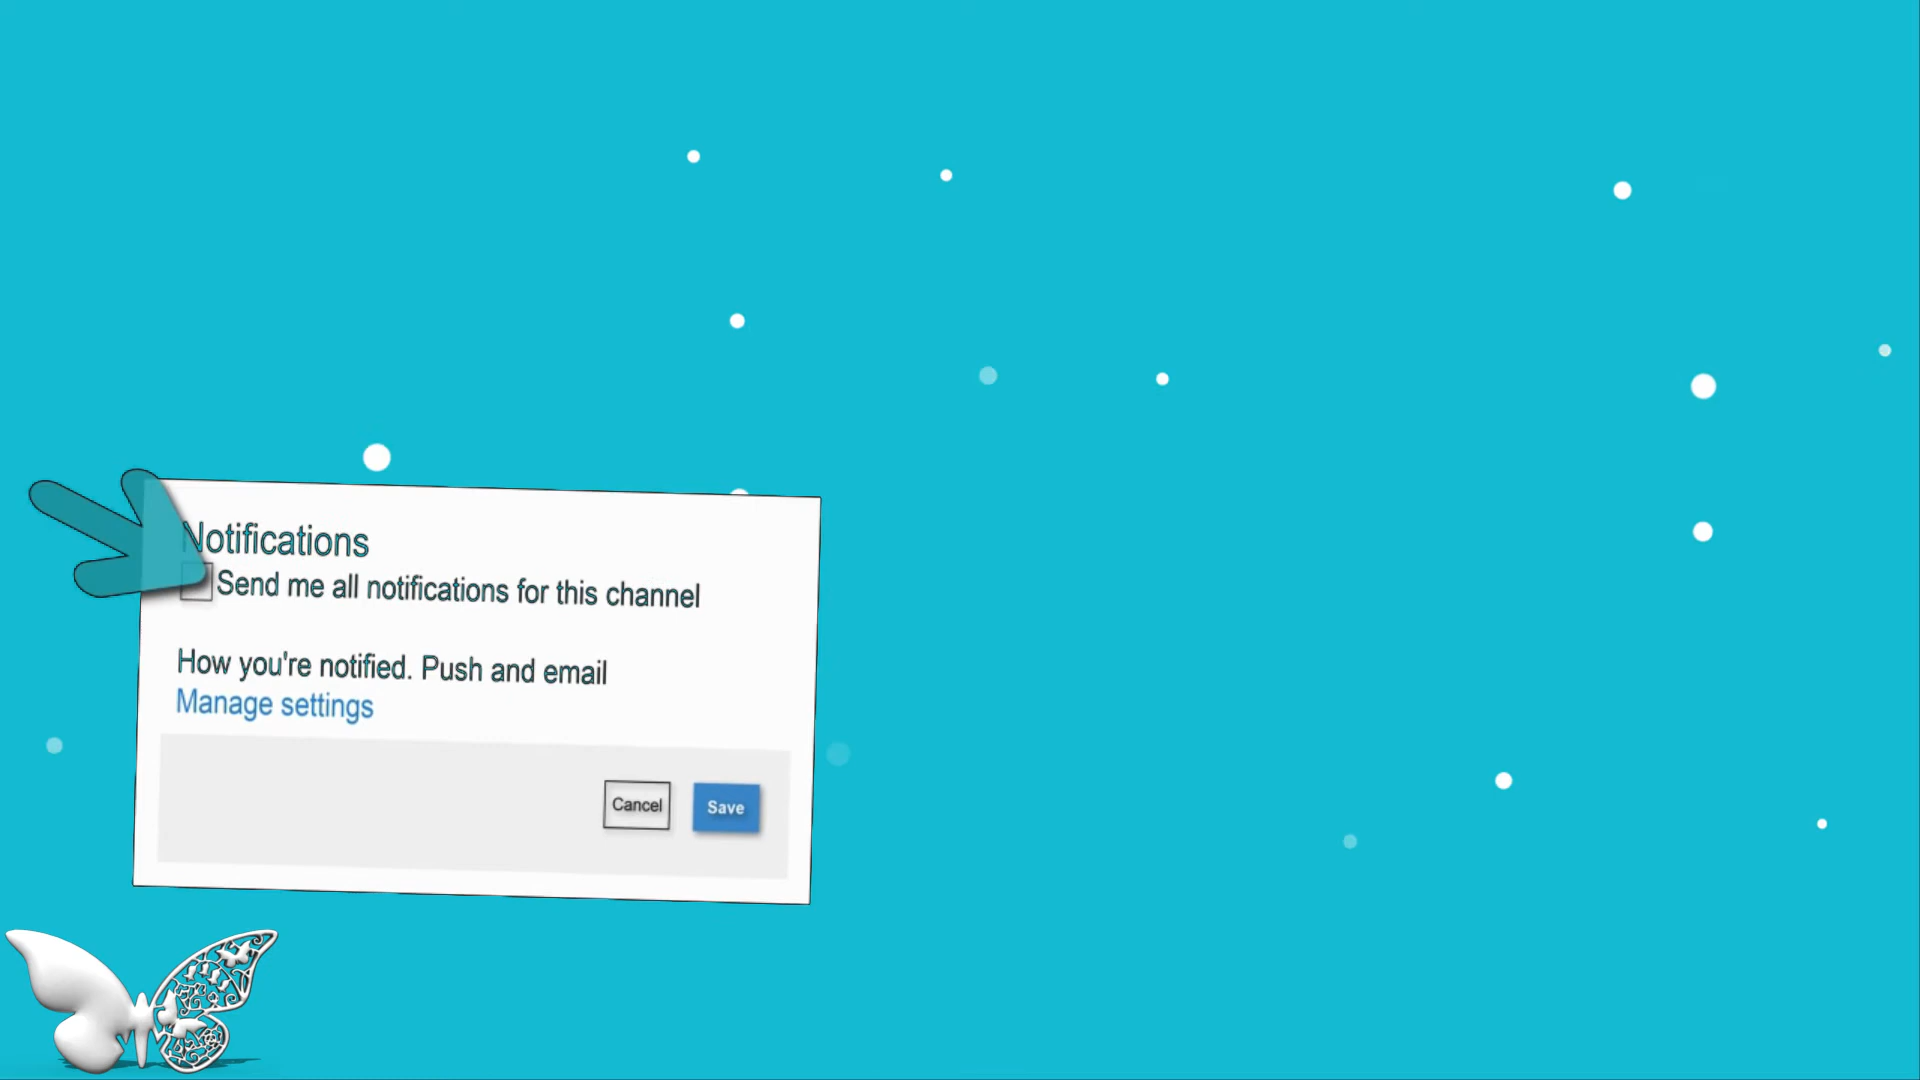 Notifications
Send me all notifications for this channel
How you're notified. Push and email
Manage settings
Cancel
Save